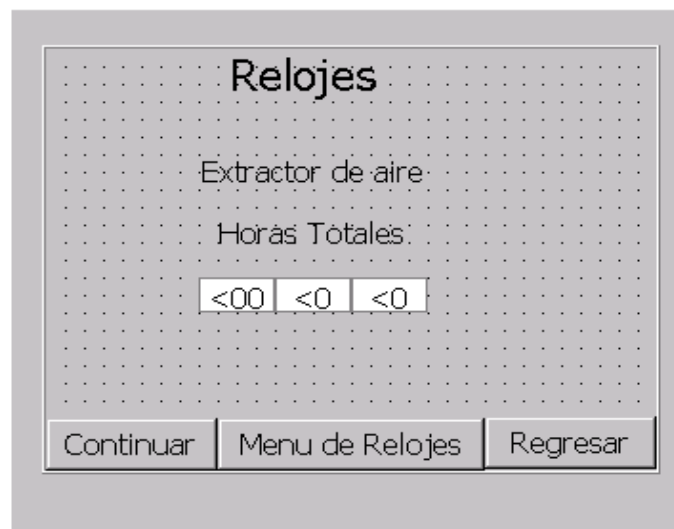 Relojes
Extractor de aire
Horas Totales
<00 <0 <0
Continuar Menu de Relojes Regresar